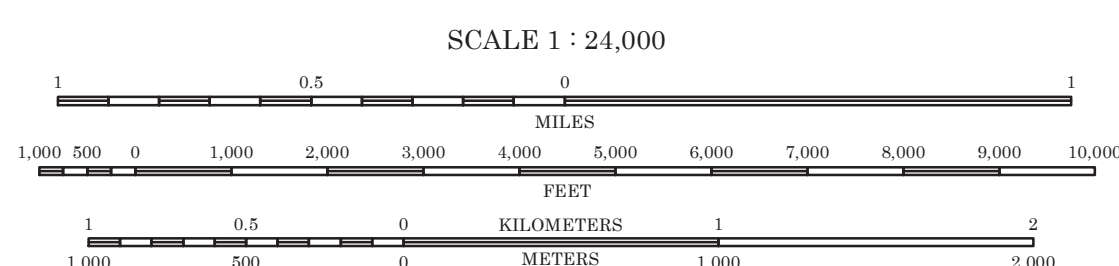 SCALE 1 : 24,000
1 0.5 0 1
MILES
1,000 500 0 1,000 2,000 3,000 4,000 5,000 6,000 7,000 8,000 9,000 10,000
FEET
1 0.5 0 KILOMETERS 1 2
1,000 500 0 METERS 1,000 2,000